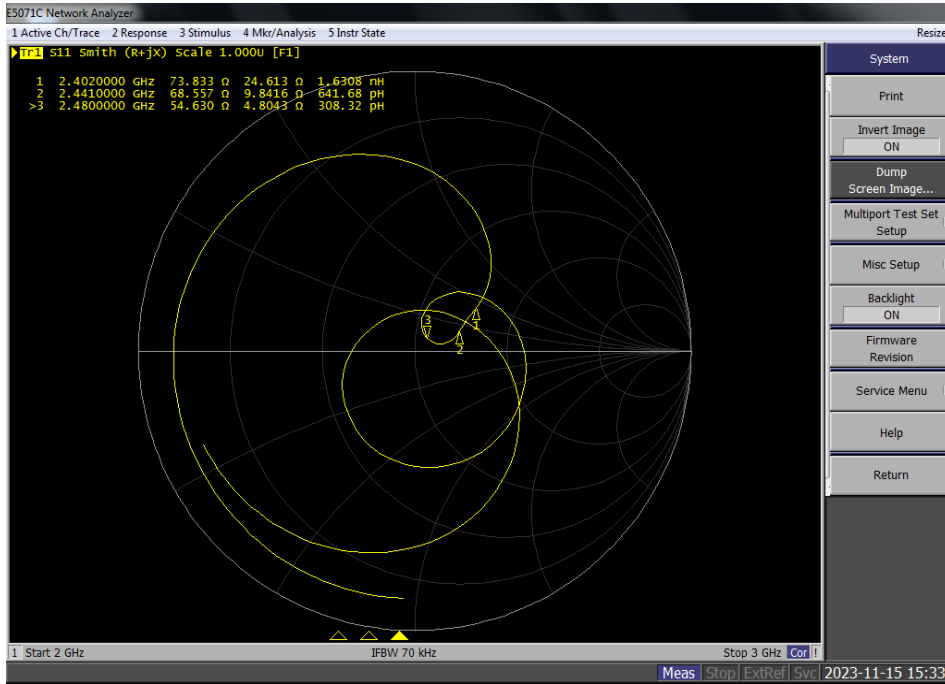 E5071C Network Analyzer
1 Active Ch/Trace 2 Response 3 Stimulus 4 Mkr/Analysis 5 Instr State
Resize
Tr1 S11 Smith (R+jX) Scale 1.000U [F1]
1 2.4020000 GHz 73.833 Ω 24.613 Ω 1.6308 nH
2 2.4410000 GHz 68.557 Ω 9.8416 Ω 641.68 pH
>3 2.4800000 GHz 54.630 Ω 4.8043 Ω 308.32 pH
3
1
2
System
Print
Invert Image
ON
Dump
Screen Image...
Multiport Test Set
Setup
Misc Setup
Backlight
ON
Firmware
Revision
Service Menu
Help
Return
1 Start 2 GHz IFBW 70 kHz Stop 3 GHz Cor !
Meas Stop ExtRef Svc 2023-11-15 15:33